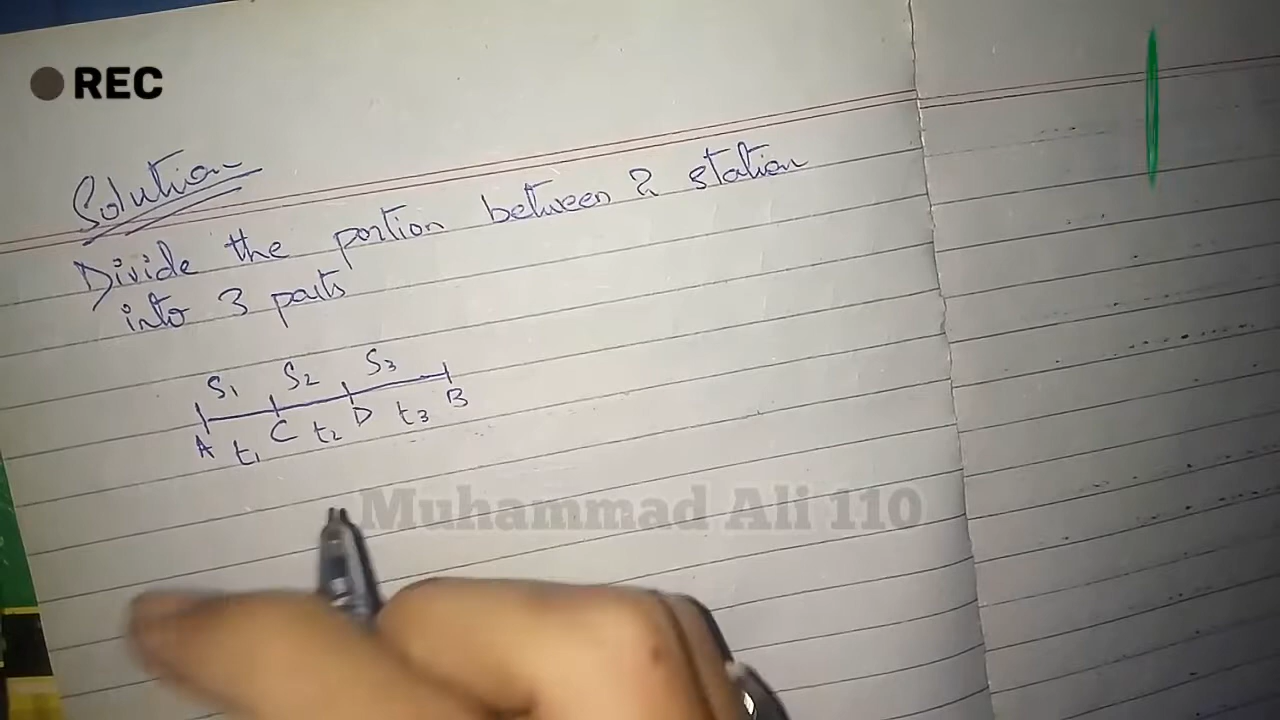 REC
Solution
Divide the portion between 2 station
into 3 parts
S1 S2 S3
A C D B
t1 t2 t3
Muhammad Ali 110